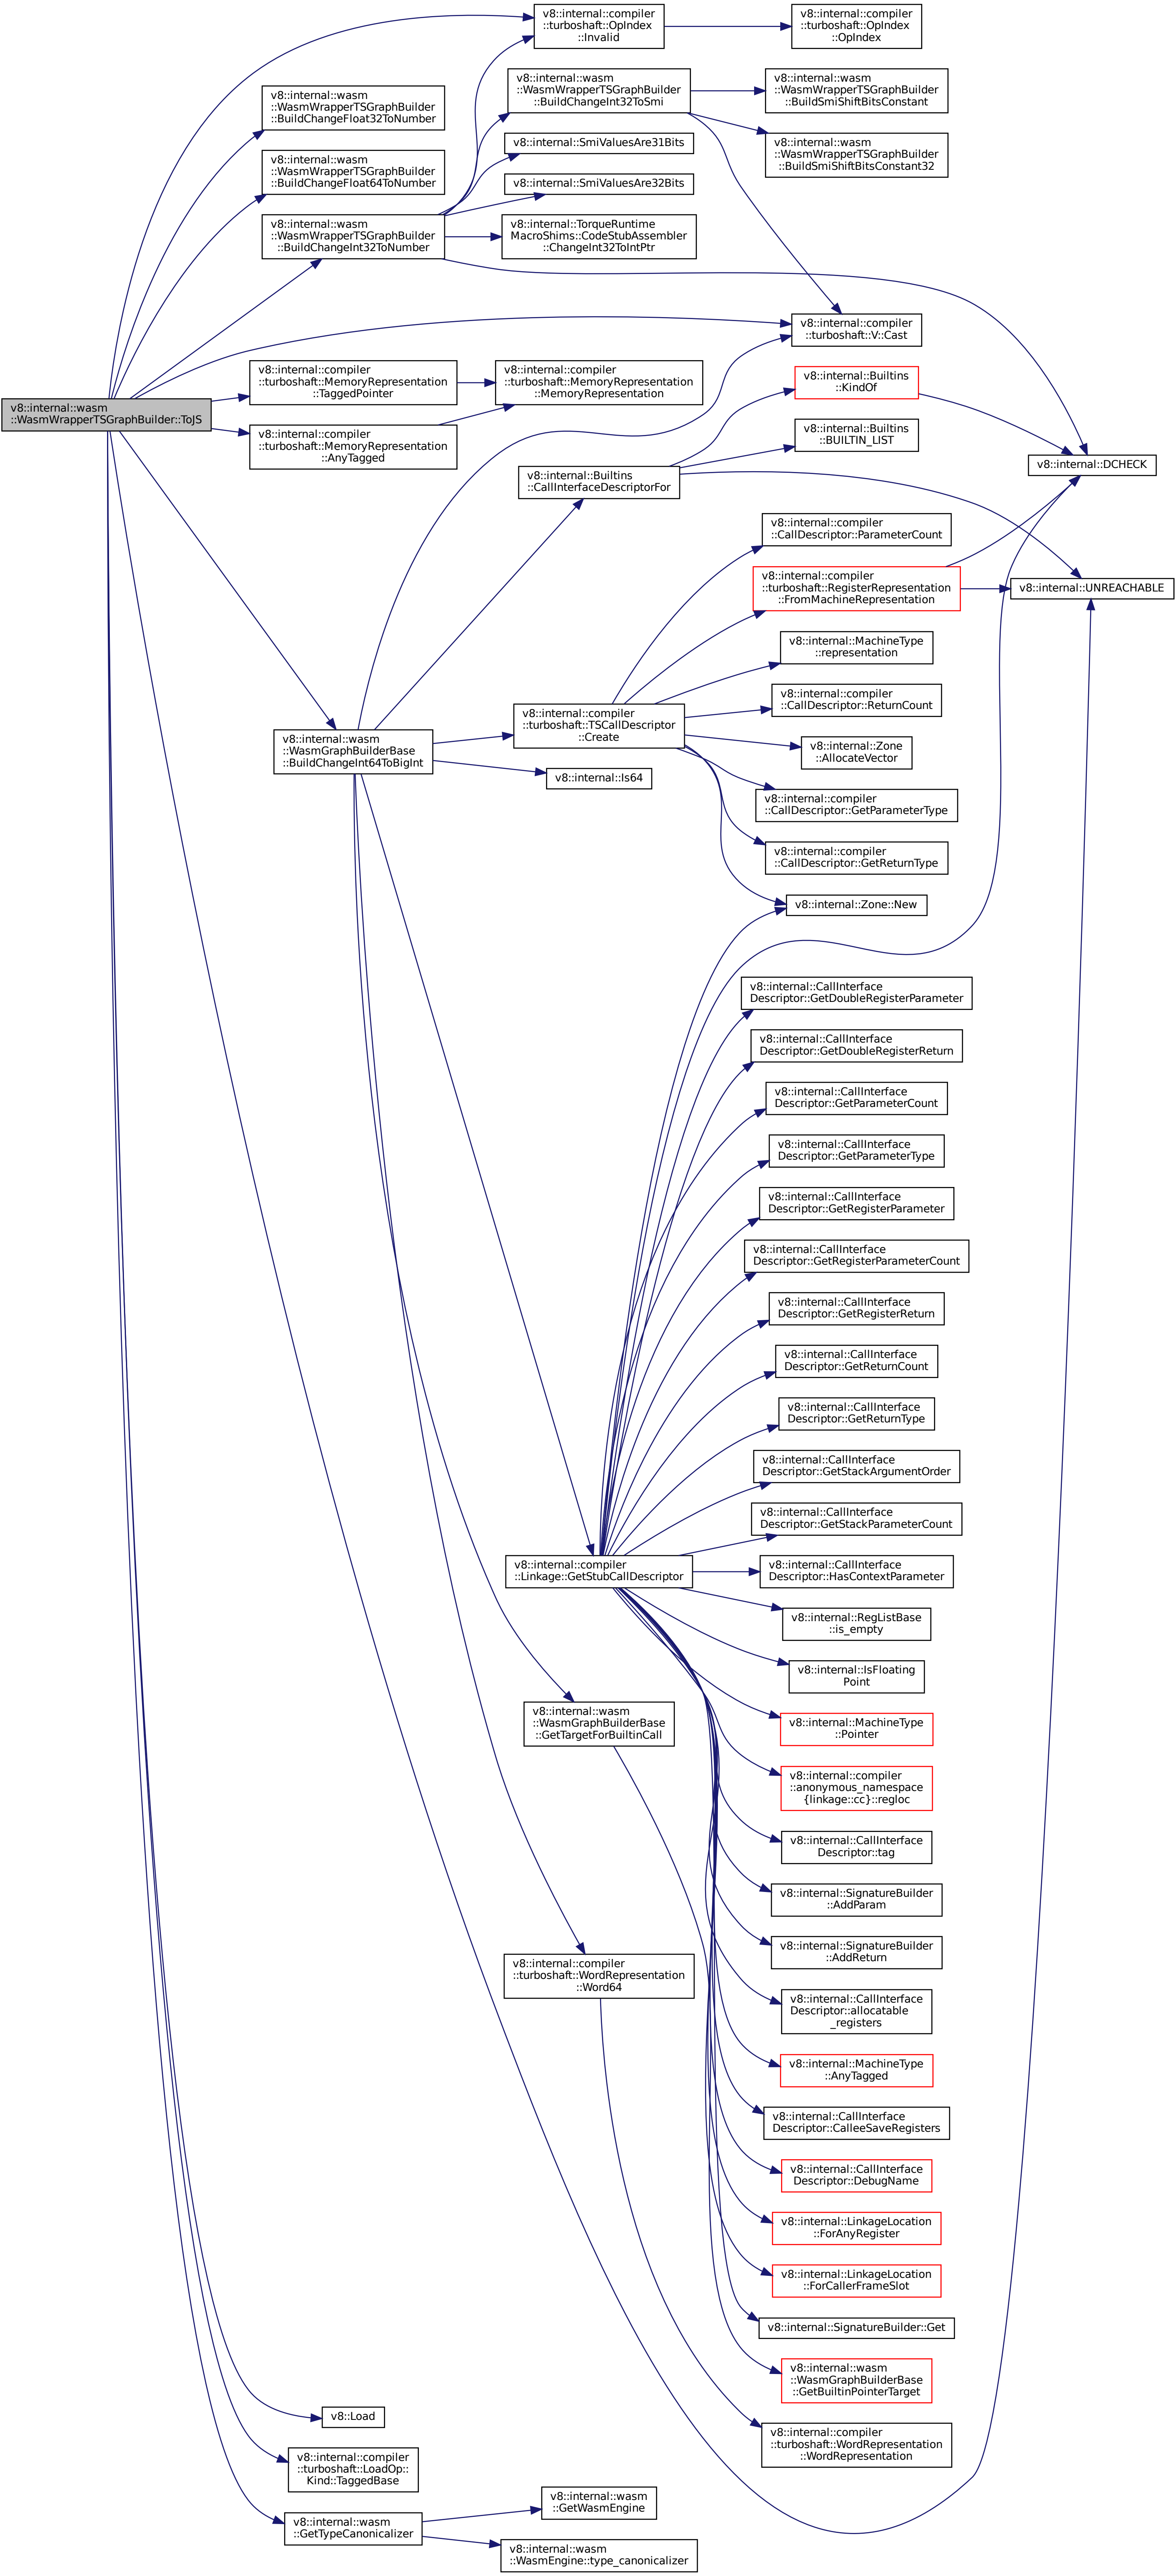 v8::internal::compiler
::turboshaft::OpIndex
::Invalid
v8::internal::compiler
::turboshaft::OpIndex
::OpIndex
v8::internal::wasm
::WasmWrapperTSGraphBuilder
::BuildChangeInt32ToSmi
v8::internal::wasm
::WasmWrapperTSGraphBuilder
::BuildSmiShiftBitsConstant
v8::internal::wasm
::WasmWrapperTSGraphBuilder
::BuildChangeFloat32ToNumber
v8::internal::SmiValuesAre31Bits
v8::internal::wasm
::WasmWrapperTSGraphBuilder
::BuildSmiShiftBitsConstant32
v8::internal::wasm
::WasmWrapperTSGraphBuilder
::BuildChangeFloat64ToNumber
v8::internal::SmiValuesAre32Bits
v8::internal::wasm
::WasmWrapperTSGraphBuilder
::BuildChangeInt32ToNumber
v8::internal::TorqueRuntime
MacroShims::CodeStubAssembler
::ChangeInt32ToIntPtr
v8::internal::compiler
::turboshaft::V::Cast
v8::internal::compiler
::turboshaft::MemoryRepresentation
::TaggedPointer
v8::internal::compiler
::turboshaft::MemoryRepresentation
::MemoryRepresentation
v8::internal::Builtins
::KindOf
v8::internal::wasm
::WasmWrapperTSGraphBuilder::ToJS
v8::internal::compiler
::turboshaft::MemoryRepresentation
::AnyTagged
v8::internal::Builtins
::BUILTIN_LIST
v8::internal::DCHECK
v8::internal::Builtins
::CallInterfaceDescriptorFor
v8::internal::compiler
::CallDescriptor::ParameterCount
v8::internal::compiler
::turboshaft::RegisterRepresentation
::FromMachineRepresentation
v8::internal::UNREACHABLE
v8::internal::MachineType
::representation
v8::internal::compiler
::CallDescriptor::ReturnCount
v8::internal::compiler
::turboshaft::TSCallDescriptor
::Create
v8::internal::wasm
::WasmGraphBuilderBase
::BuildChangeInt64ToBigInt
v8::internal::Zone
::AllocateVector
v8::internal::Is64
v8::internal::compiler
::CallDescriptor::GetParameterType
v8::internal::compiler
::CallDescriptor::GetReturnType
v8::internal::Zone::New
v8::internal::CallInterface
Descriptor::GetDoubleRegisterParameter
v8::internal::CallInterface
Descriptor::GetDoubleRegisterReturn
v8::internal::CallInterface
Descriptor::GetParameterCount
v8::internal::CallInterface
Descriptor::GetParameterType
v8::internal::CallInterface
Descriptor::GetRegisterParameter
v8::internal::CallInterface
Descriptor::GetRegisterParameterCount
v8::internal::CallInterface
Descriptor::GetRegisterReturn
v8::internal::CallInterface
Descriptor::GetReturnCount
v8::internal::CallInterface
Descriptor::GetReturnType
v8::internal::CallInterface
Descriptor::GetStackArgumentOrder
v8::internal::CallInterface
Descriptor::GetStackParameterCount
v8::internal::compiler
::Linkage::GetStubCallDescriptor
v8::internal::CallInterface
Descriptor::HasContextParameter
v8::internal::RegListBase
::is_empty
v8::internal::IsFloating
Point
v8::internal::wasm
::WasmGraphBuilderBase
::GetTargetForBuiltinCall
v8::internal::MachineType
::Pointer
v8::internal::compiler
::anonymous_namespace
{linkage::cc}::regloc
v8::internal::CallInterface
Descriptor::tag
v8::internal::SignatureBuilder
::AddParam
v8::internal::SignatureBuilder
::AddReturn
v8::internal::compiler
::turboshaft::WordRepresentation
::Word64
v8::internal::CallInterface
Descriptor::allocatable
_registers
v8::internal::MachineType
::AnyTagged
v8::internal::CallInterface
Descriptor::CalleeSaveRegisters
v8::internal::CallInterface
Descriptor::DebugName
v8::internal::LinkageLocation
::ForAnyRegister
v8::internal::LinkageLocation
::ForCallerFrameSlot
v8::internal::SignatureBuilder::Get
v8::internal::wasm
::WasmGraphBuilderBase
::GetBuiltinPointerTarget
v8::Load
v8::internal::compiler
::turboshaft::WordRepresentation
::WordRepresentation
v8::internal::compiler
::turboshaft::LoadOp::
Kind::TaggedBase
v8::internal::wasm
::GetWasmEngine
v8::internal::wasm
::GetTypeCanonicalizer
v8::internal::wasm
::WasmEngine::type_canonicalizer